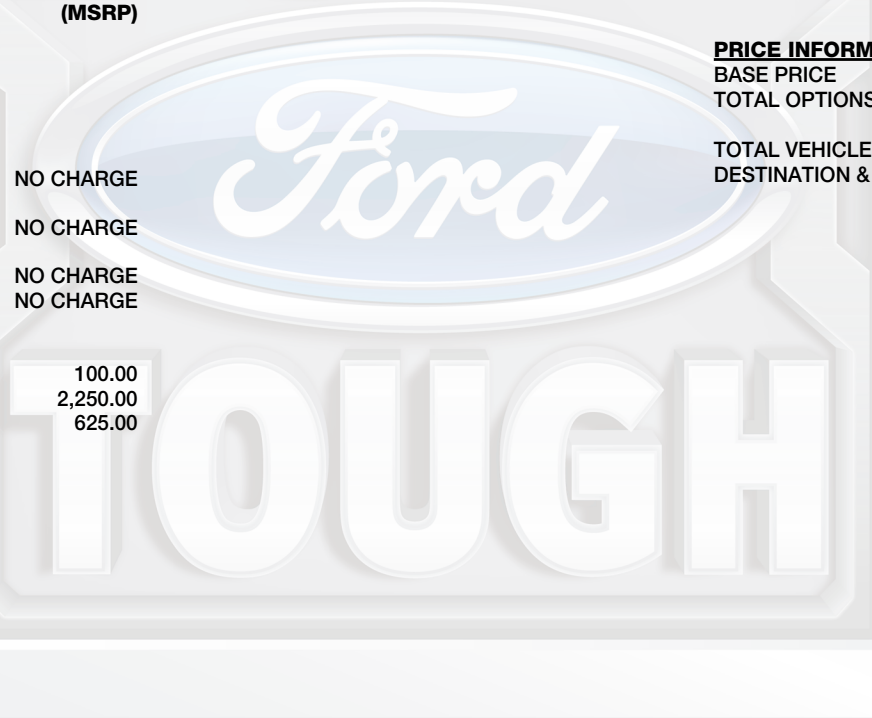 (MSRP)
NO CHARGE
NO CHARGE
NO CHARGE
NO CHARGE
100.00
2,250.00
625.00
PRICE INFORM
BASE PRICE
TOTAL OPTIONS
TOTAL VEHICLE
DESTINATION &
Ford
TOUGH